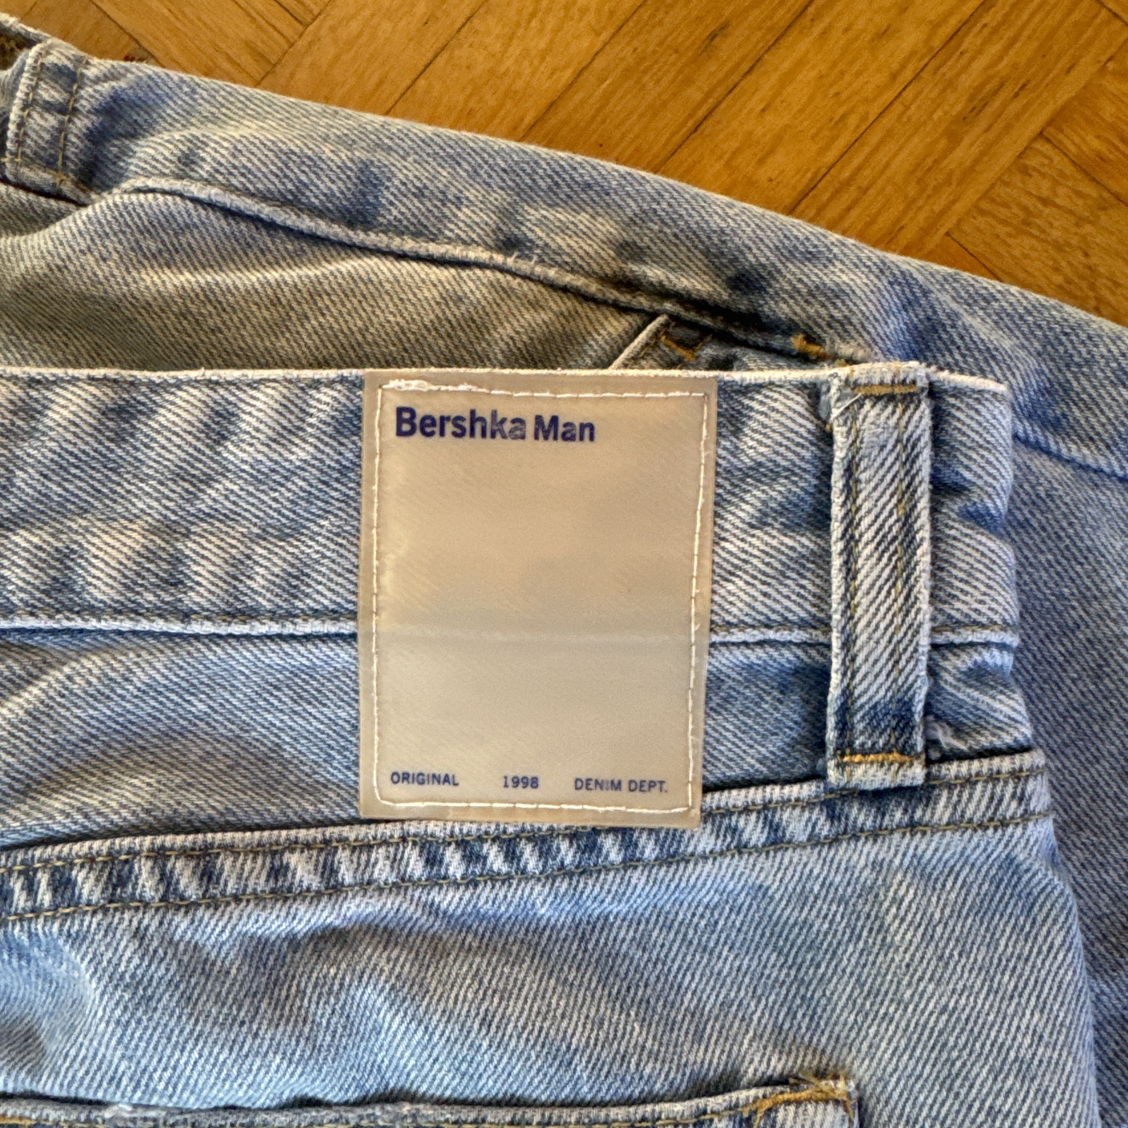 Bershka Man
ORIGINAL 1998 DENIM DEPT.